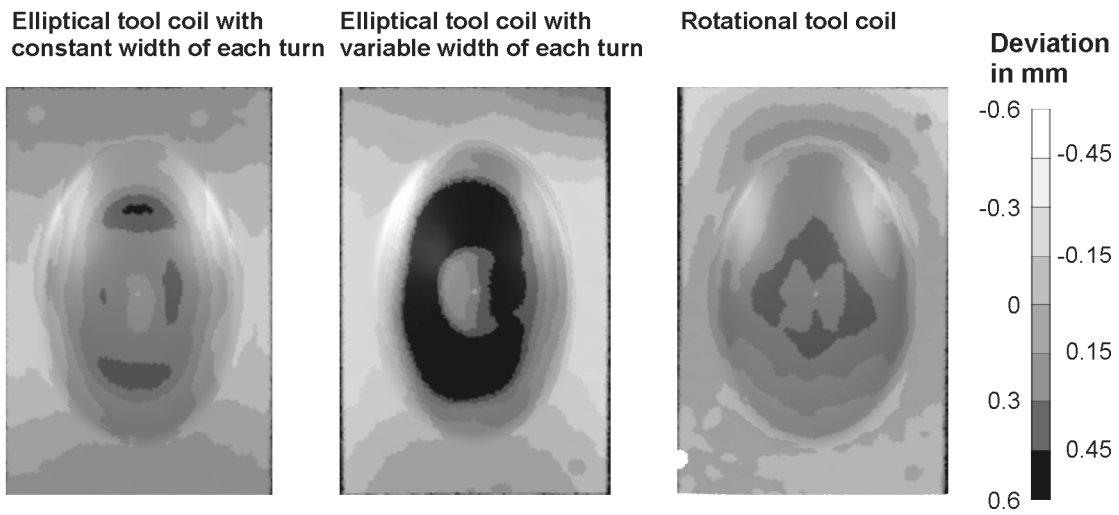 Elliptical tool coil with
constant width of each turn
Elliptical tool coil with
variable width of each turn
Rotational tool coil
Deviation
in mm
-0.6
-0.45
-0.3
-0.15
0
0.15
0.3
0.45
0.6